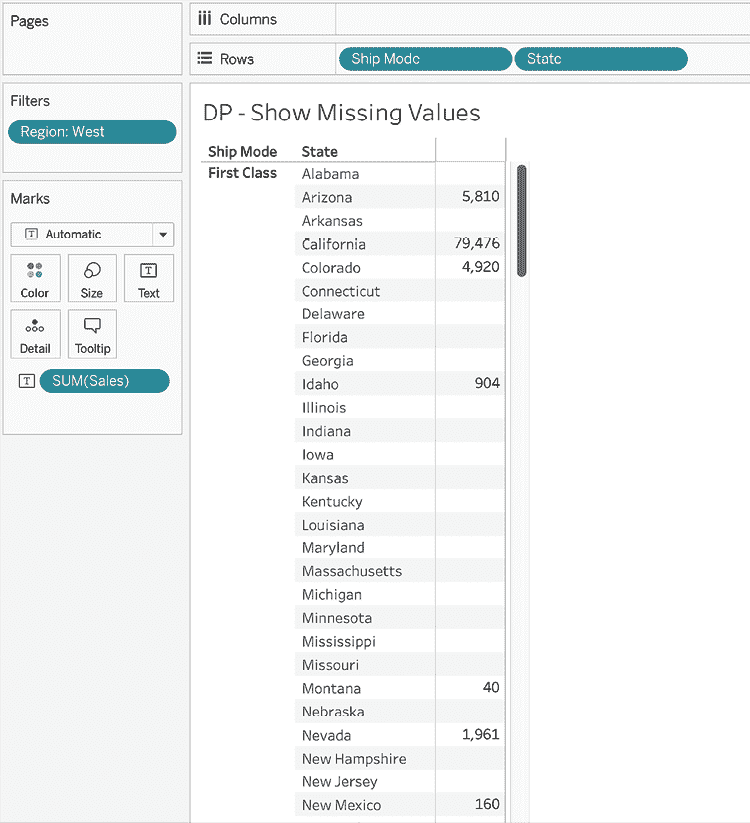 Pages
Columns
Rows
Ship Mode
State
Filters
Region: West
Marks
Automatic
Color
Size
Text
Detail
Tooltip
SUM(Sales)
DP - Show Missing Values
Ship Mode State
First Class Alabama
Arizona 5,810
Arkansas
California 79,476
Colorado 4,920
Connecticut
Delaware
Florida
Georgia
Idaho 904
Illinois
Indiana
Iowa
Kansas
Kentucky
Louisiana
Maryland
Massachusetts
Michigan
Minnesota
Mississippi
Missouri
Montana 40
Nebraska
Nevada 1,961
New Hampshire
New Jersey
New Mexico 160